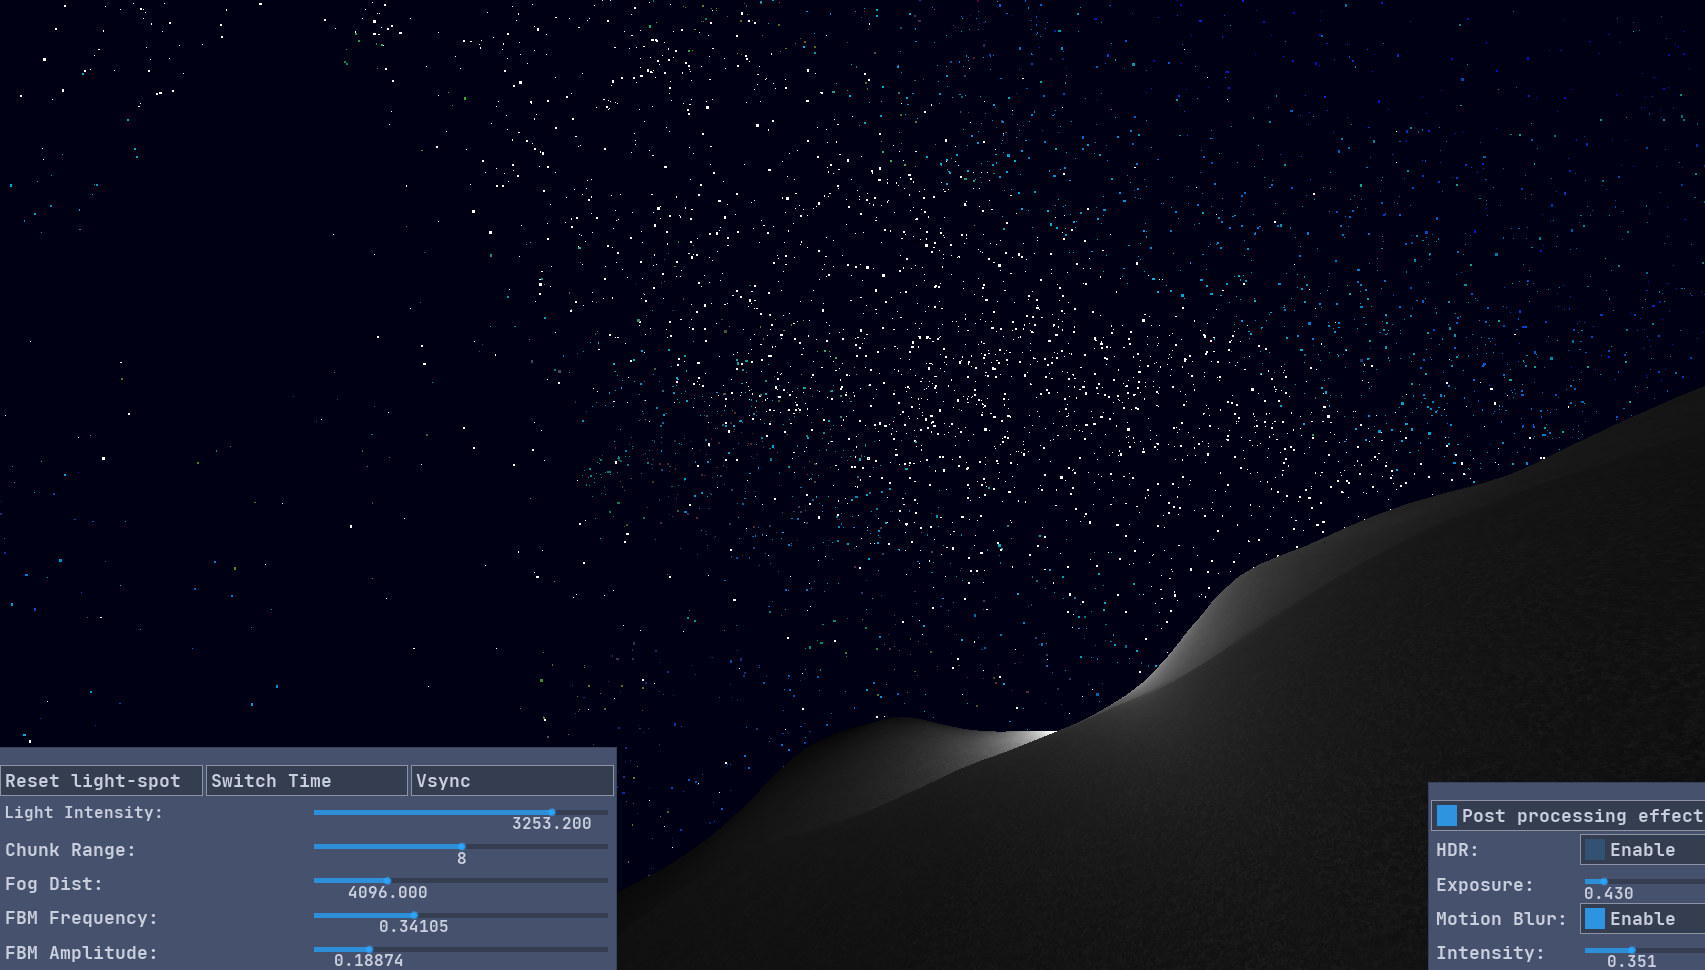 Reset light-spot Switch Time Vsync
Light Intensity:
3253.200
Chunk Range:
8
Fog Dist:
4096.000
FBM Frequency:
0.34105
FBM Amplitude:
0.18874
Post processing effect
HDR: Enable
Exposure:
0.430
Motion Blur: Enable
Intensity:
0.351